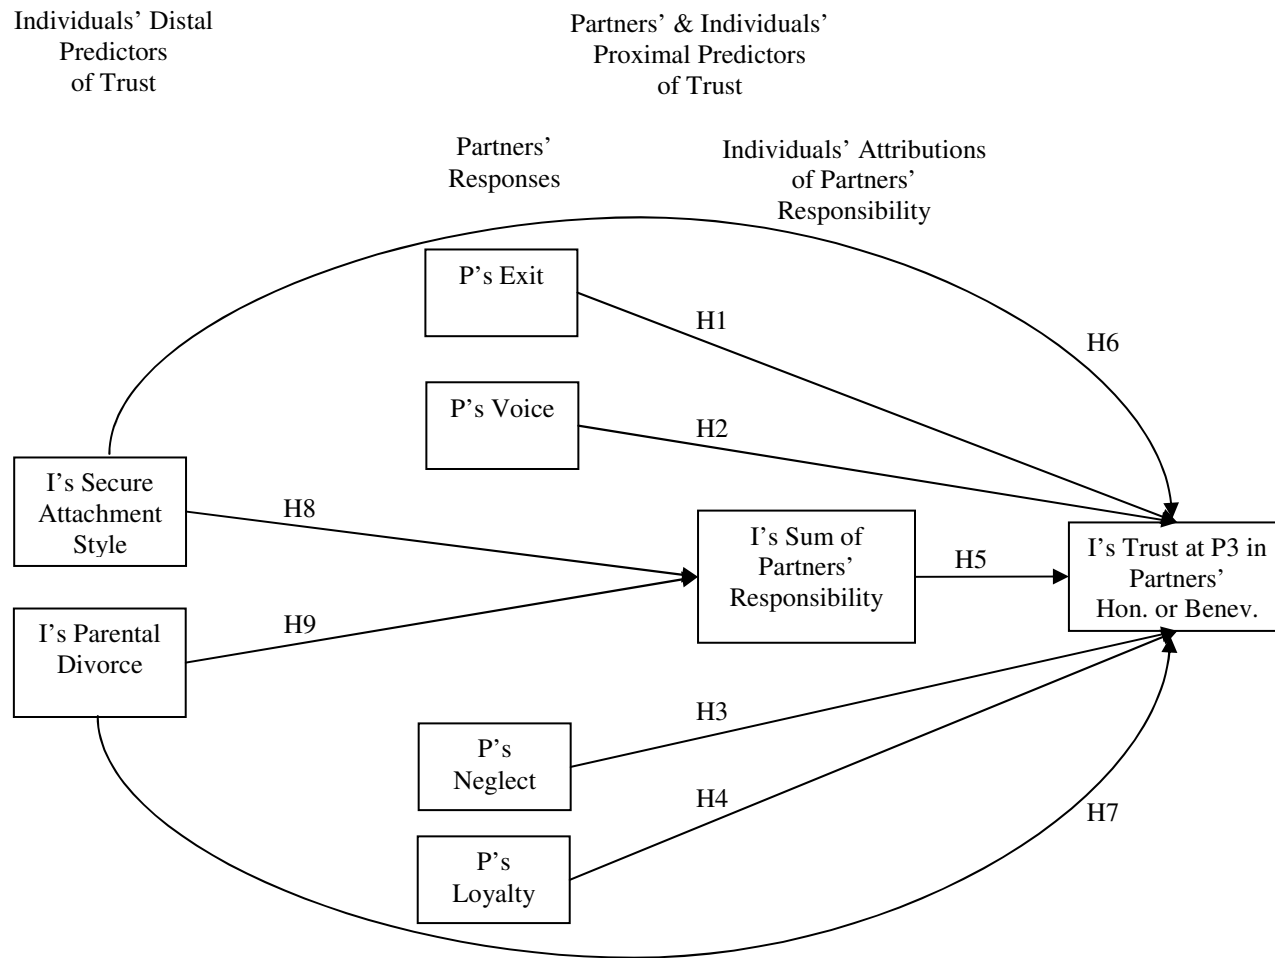 Individuals’ Distal
Predictors
of Trust
Partners’ & Individuals’
Proximal Predictors
of Trust
Partners’
Responses
Individuals’ Attributions
of Partners’
Responsibility
P’s Exit
H1
H6
P’s Voice
H2
I’s Secure
Attachment
Style
H8
I’s Sum of
Partners’
Responsibility
H5
I’s Trust at P3 in
Partners’
Hon. or Benev.
I’s Parental
Divorce
H9
P’s
Neglect
H3
H4
H7
P’s
Loyalty